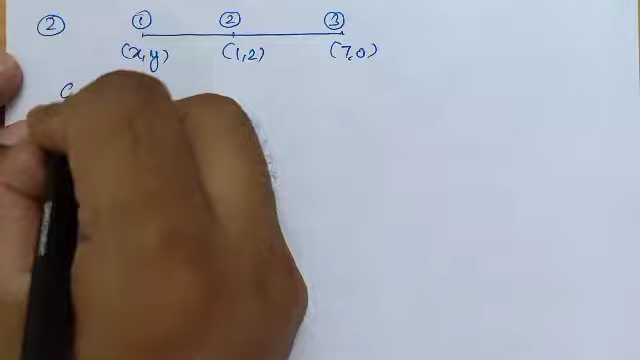 ② ① ② ③
(x,y) (1,2) (7,0)